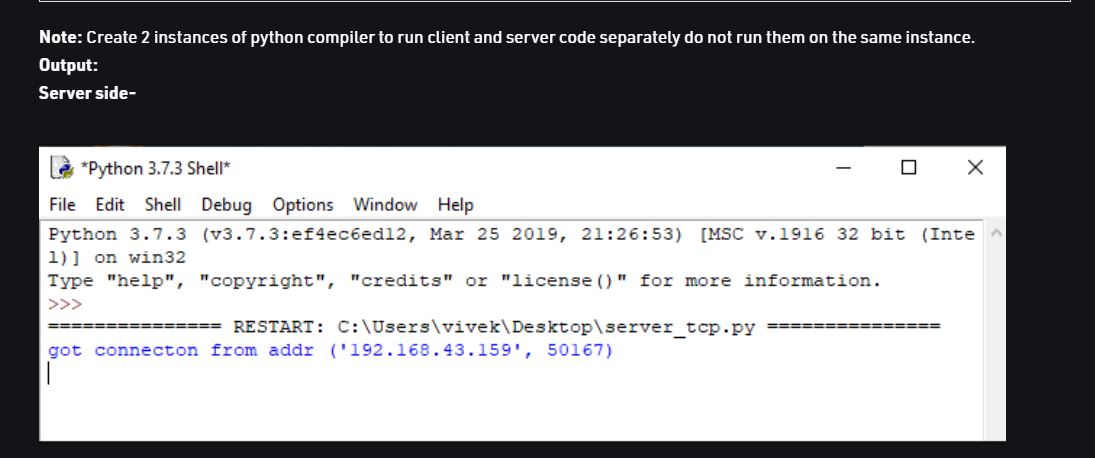 Note: Create 2 instances of python compiler to run client and server code separately do not run them on the same instance.
Output:
Server side-
*Python 3.7.3 Shell*
File Edit Shell Debug Options Window Help
Python 3.7.3 (v3.7.3:ef4ec6ed12, Mar 25 2019, 21:26:53) [MSC v.1916 32 bit (Inte
l)] on win32
Type "help", "copyright", "credits" or "license()" for more information.
>>>
=============== RESTART: C:\Users\vivek\Desktop\server_tcp.py ===============
got connecton from addr ('192.168.43.159', 50167)